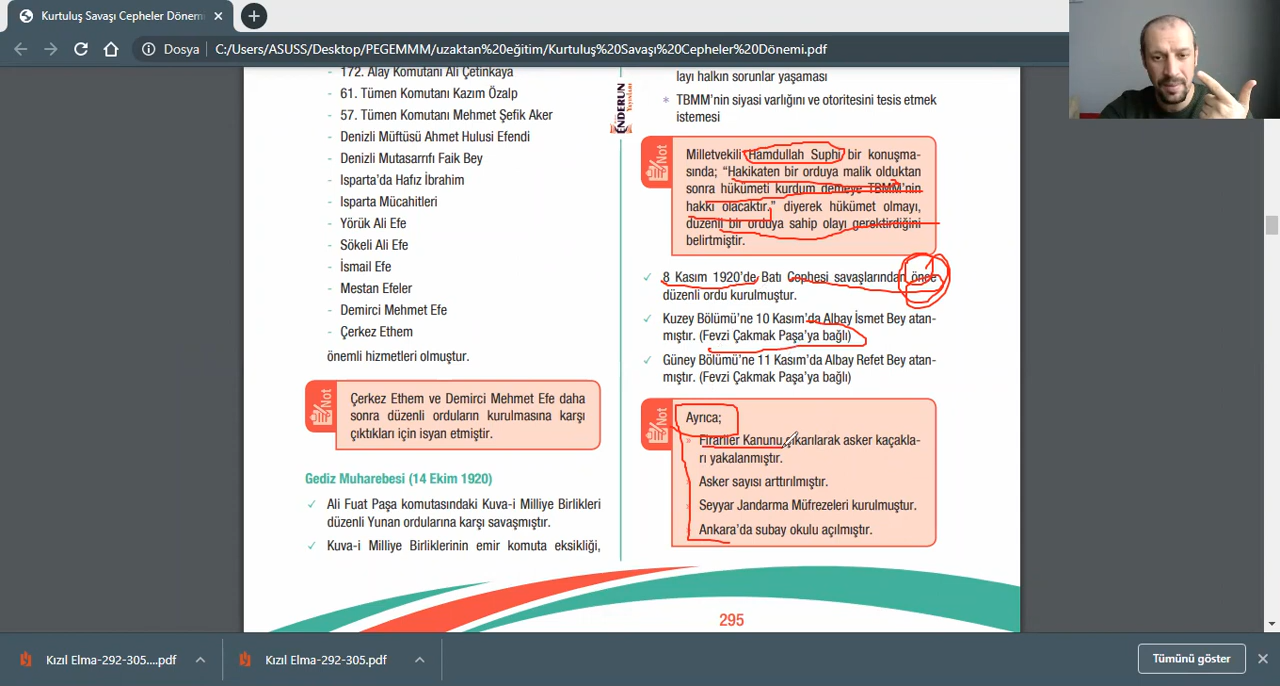 Kurtuluş Savaşı Cepheler Dönem
Dosya
C:/Users/ASUSS/Desktop/PEGEMMM/uzaktan%20eğitim/Kurtuluş%20Savaşı%20Cepheler%20Dönemi.pdf
- 172. Alay Komutanı Ali Çetinkaya
- 61. Tümen Komutanı Kazım Özalp
- 57. Tümen Komutanı Mehmet Şefik Aker
- Denizli Müftüsü Ahmet Hulusi Efendi
- Denizli Mutasarrıfı Faik Bey
- Isparta'da Hafız İbrahim
- Isparta Mücahitleri
- Yörük Ali Efe
- Sökeli Ali Efe
- İsmail Efe
- Mestan Efeler
- Demirci Mehmet Efe
- Çerkez Ethem
önemli hizmetleri olmuştur.
Not
Çerkez Ethem ve Demirci Mehmet Efe daha
sonra düzenli orduların kurulmasına karşı
çıktıkları için isyan etmiştir.
Gediz Muharebesi (14 Ekim 1920)
✓ Ali Fuat Paşa komutasındaki Kuva-i Milliye Birlikleri
düzenli Yunan ordularına karşı savaşmıştır.
✓ Kuva-i Milliye Birliklerinin emir komuta eksikliği,
ENDERUN
layı halkın sorunlar yaşaması
* TBMM'nin siyasi varlığını ve otoritesini tesis etmek
istemesi
Not
Milletvekili Hamdullah Suphi bir konuşma-
sında; "Hakikaten bir orduya malik olduktan
sonra hükümeti kurdum demeye TBMM'nin
hakkı olacaktır." diyerek hükümet olmayı,
düzenli bir orduya sahip olayı gerektirdiğini
belirtmiştir.
✓ 8 Kasım 1920'de Batı Cephesi savaşlarından önce
düzenli ordu kurulmuştur.
✓ Kuzey Bölümü'ne 10 Kasım'da Albay İsmet Bey atan-
mıştır. (Fevzi Çakmak Paşa'ya bağlı)
✓ Güney Bölümü'ne 11 Kasım'da Albay Refet Bey atan-
mıştır. (Fevzi Çakmak Paşa'ya bağlı)
Not
Ayrıca;
» Firariler Kanunu çıkarılarak asker kaçakla-
rı yakalanmıştır.
Asker sayısı arttırılmıştır.
Seyyar Jandarma Müfrezeleri kurulmuştur.
Ankara'da subay okulu açılmıştır.
295
Kızıl Elma-292-305....pdf
Kızıl Elma-292-305.pdf
Tümünü göster